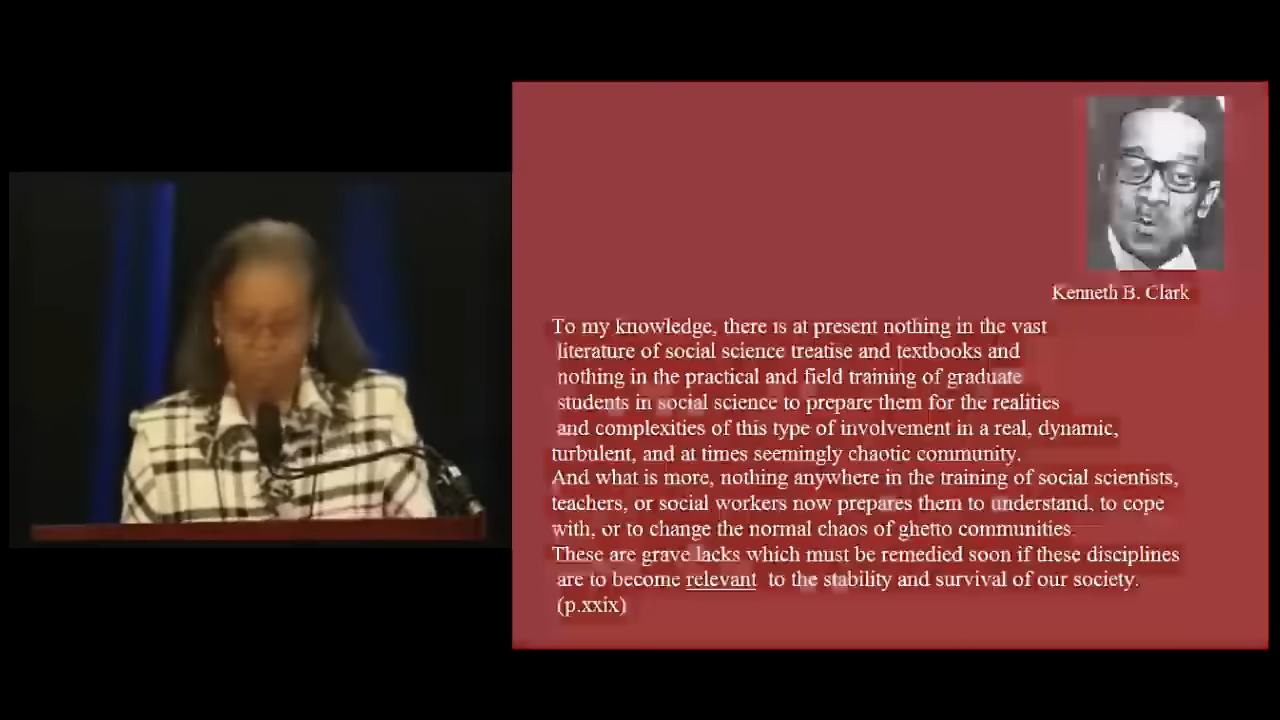 Kenneth B. Clark
To my knowledge, there is at present nothing in the vast
literature of social science treatise and textbooks and
nothing in the practical and field training of graduate
students in social science to prepare them for the realities
and complexities of this type of involvement in a real, dynamic,
turbulent, and at times seemingly chaotic community.
And what is more, nothing anywhere in the training of social scientists,
teachers, or social workers now prepares them to understand, to cope
with, or to change the normal chaos of ghetto communities
These are grave lacks which must be remedied soon if these disciplines
are to become relevant to the stability and survival of our society.
(p.xxix)